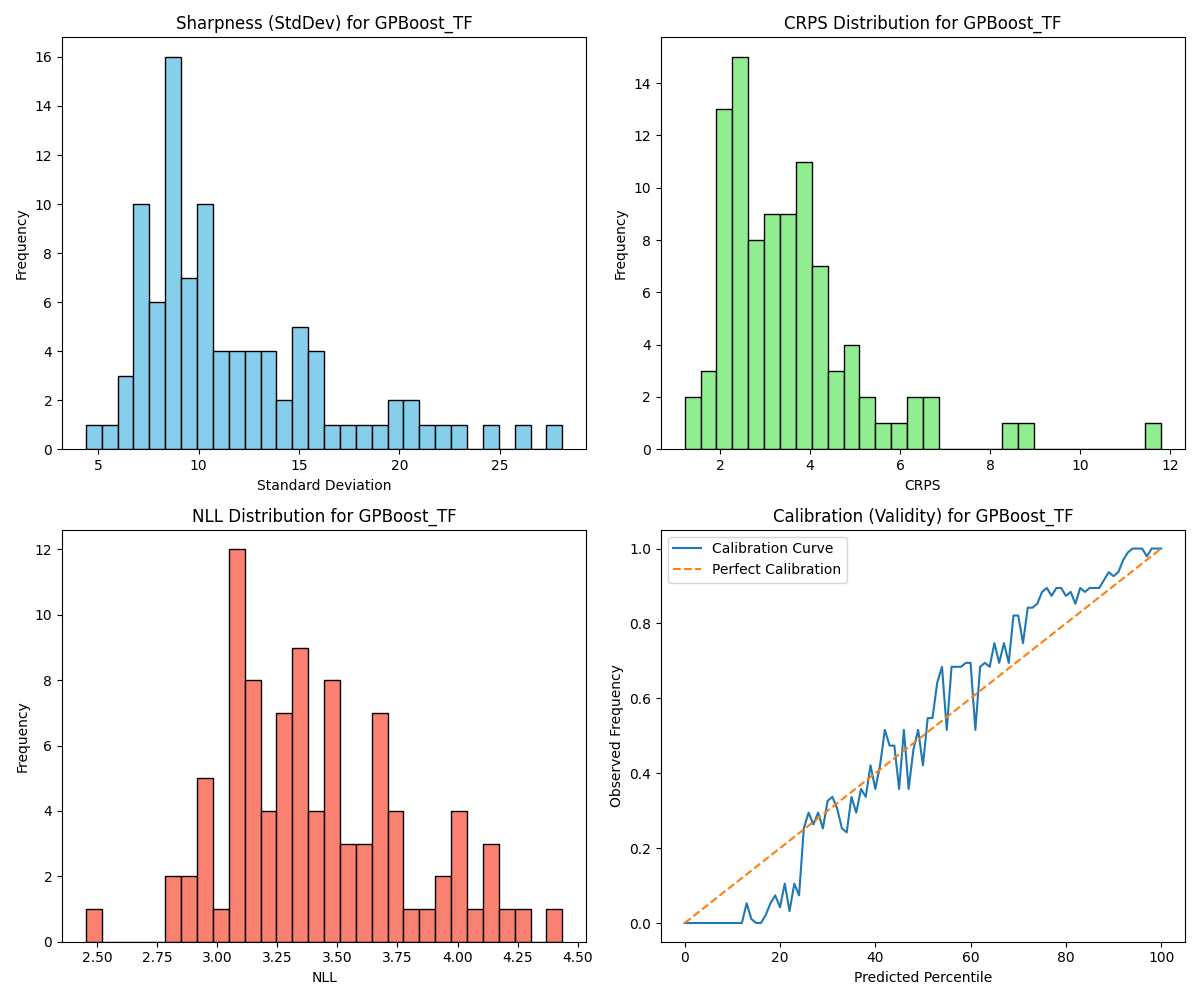 Sharpness (StdDev) for GPBoost_TF
Frequency
16
14
12
10
8
6
4
2
0
5 10 15 20 25
Standard Deviation
CRPS Distribution for GPBoost_TF
Frequency
14
12
10
8
6
4
2
0
2 4 6 8 10 12
CRPS
NLL Distribution for GPBoost_TF
Frequency
12
10
8
6
4
2
0
2.50 2.75 3.00 3.25 3.50 3.75 4.00 4.25 4.50
NLL
Calibration (Validity) for GPBoost_TF
Calibration Curve
Perfect Calibration
Observed Frequency
1.0
0.8
0.6
0.4
0.2
0.0
0 20 40 60 80 100
Predicted Percentile